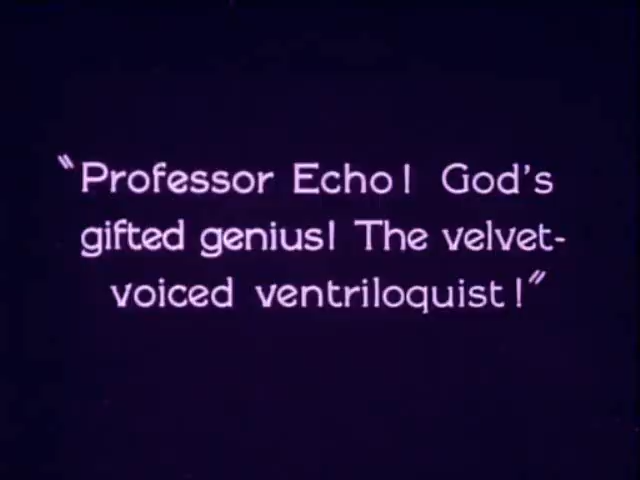 "Professor Echo! God's
gifted genius! The velvet-
voiced ventriloquist!"